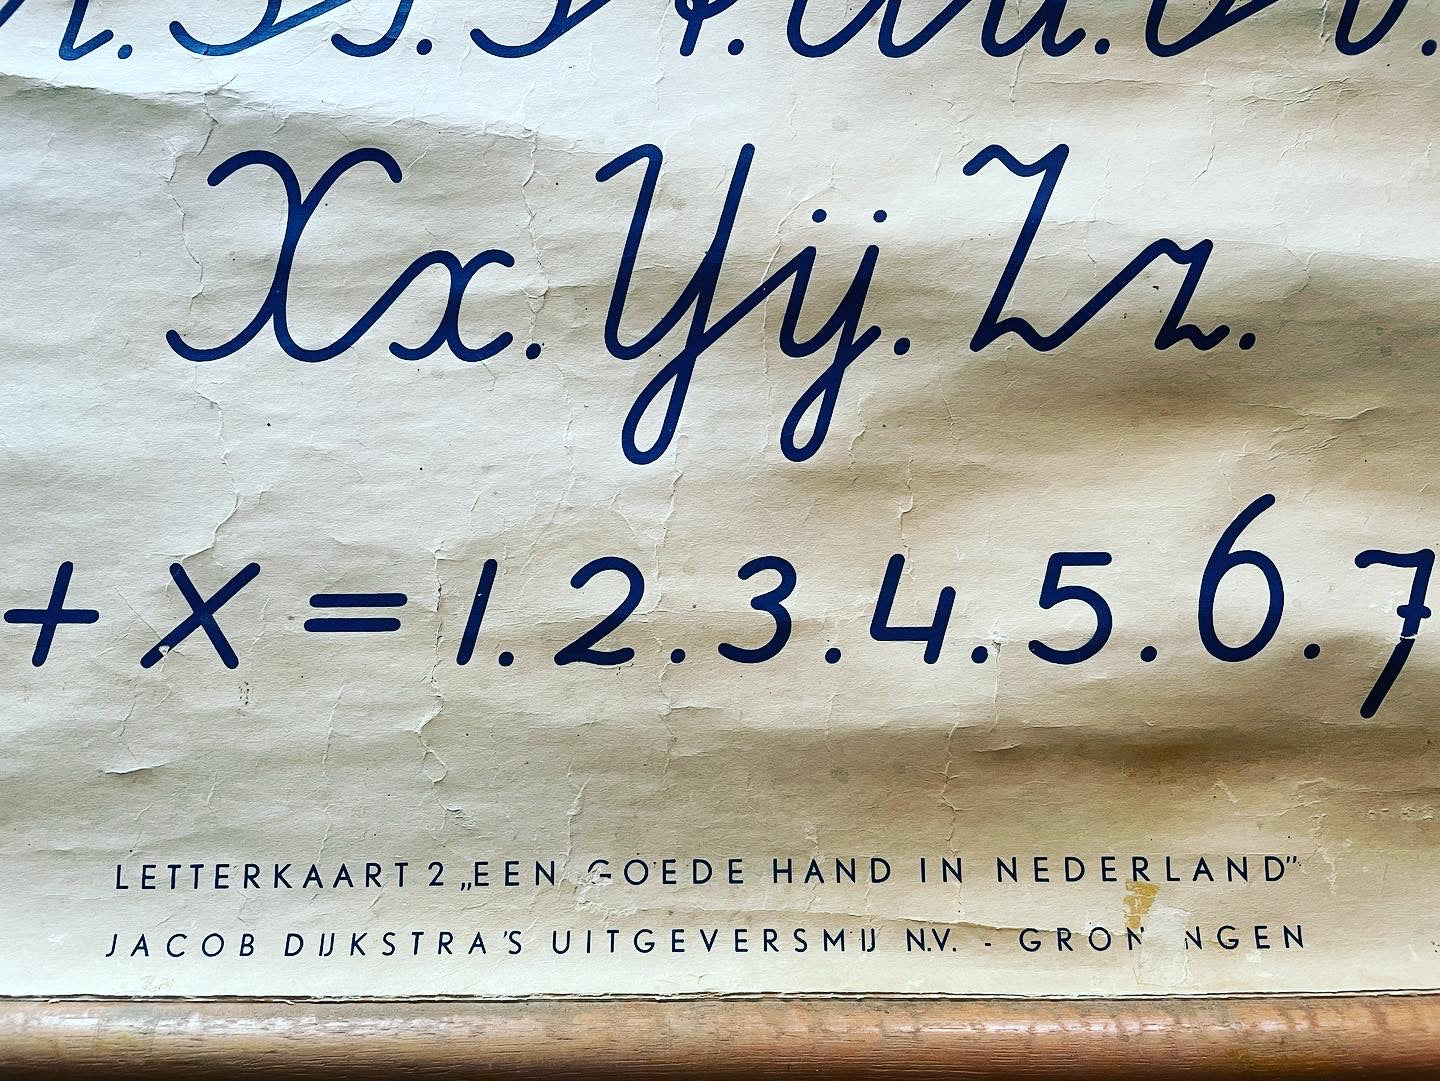 Xx. Yij. Zz.
+ x = 1. 2. 3. 4. 5. 6. 7
LETTERKAART 2 „EEN GOEDE HAND IN NEDERLAND"
JACOB DIJKSTRA'S UITGEVERSMIJ N.V. - GRONINGEN